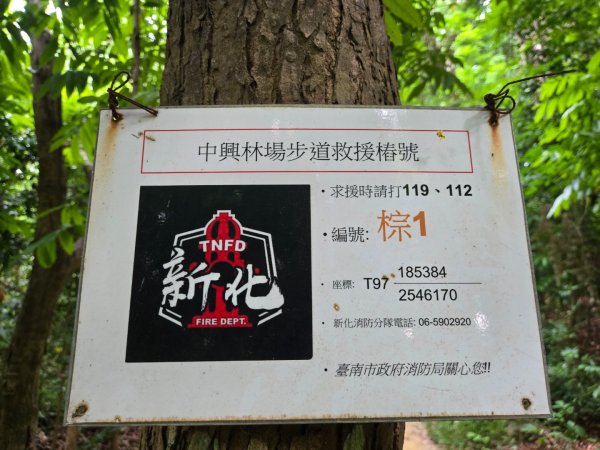 中興林場步道救援樁號
・求援時請打119、112
・編號: 棕1
・座標: T97 185384
2546170
新化消防分隊電話: 06-5902920
・臺南市政府消防局關心您!!
TNFD
新化
FIRE DEPT.